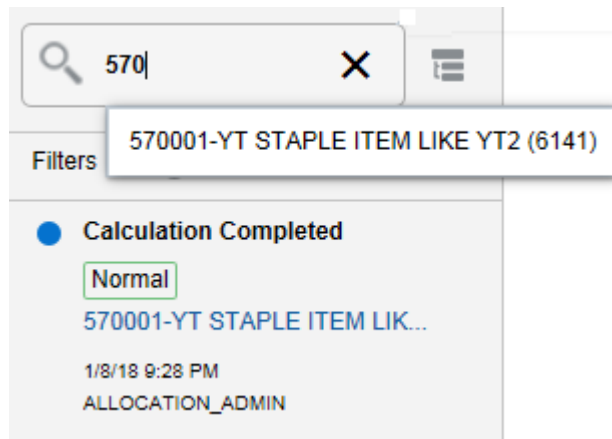 570
570001-YT STAPLE ITEM LIKE YT2 (6141)
Filters
Calculation Completed
Normal
570001-YT STAPLE ITEM LIK...
1/8/18 9:28 PM
ALLOCATION_ADMIN